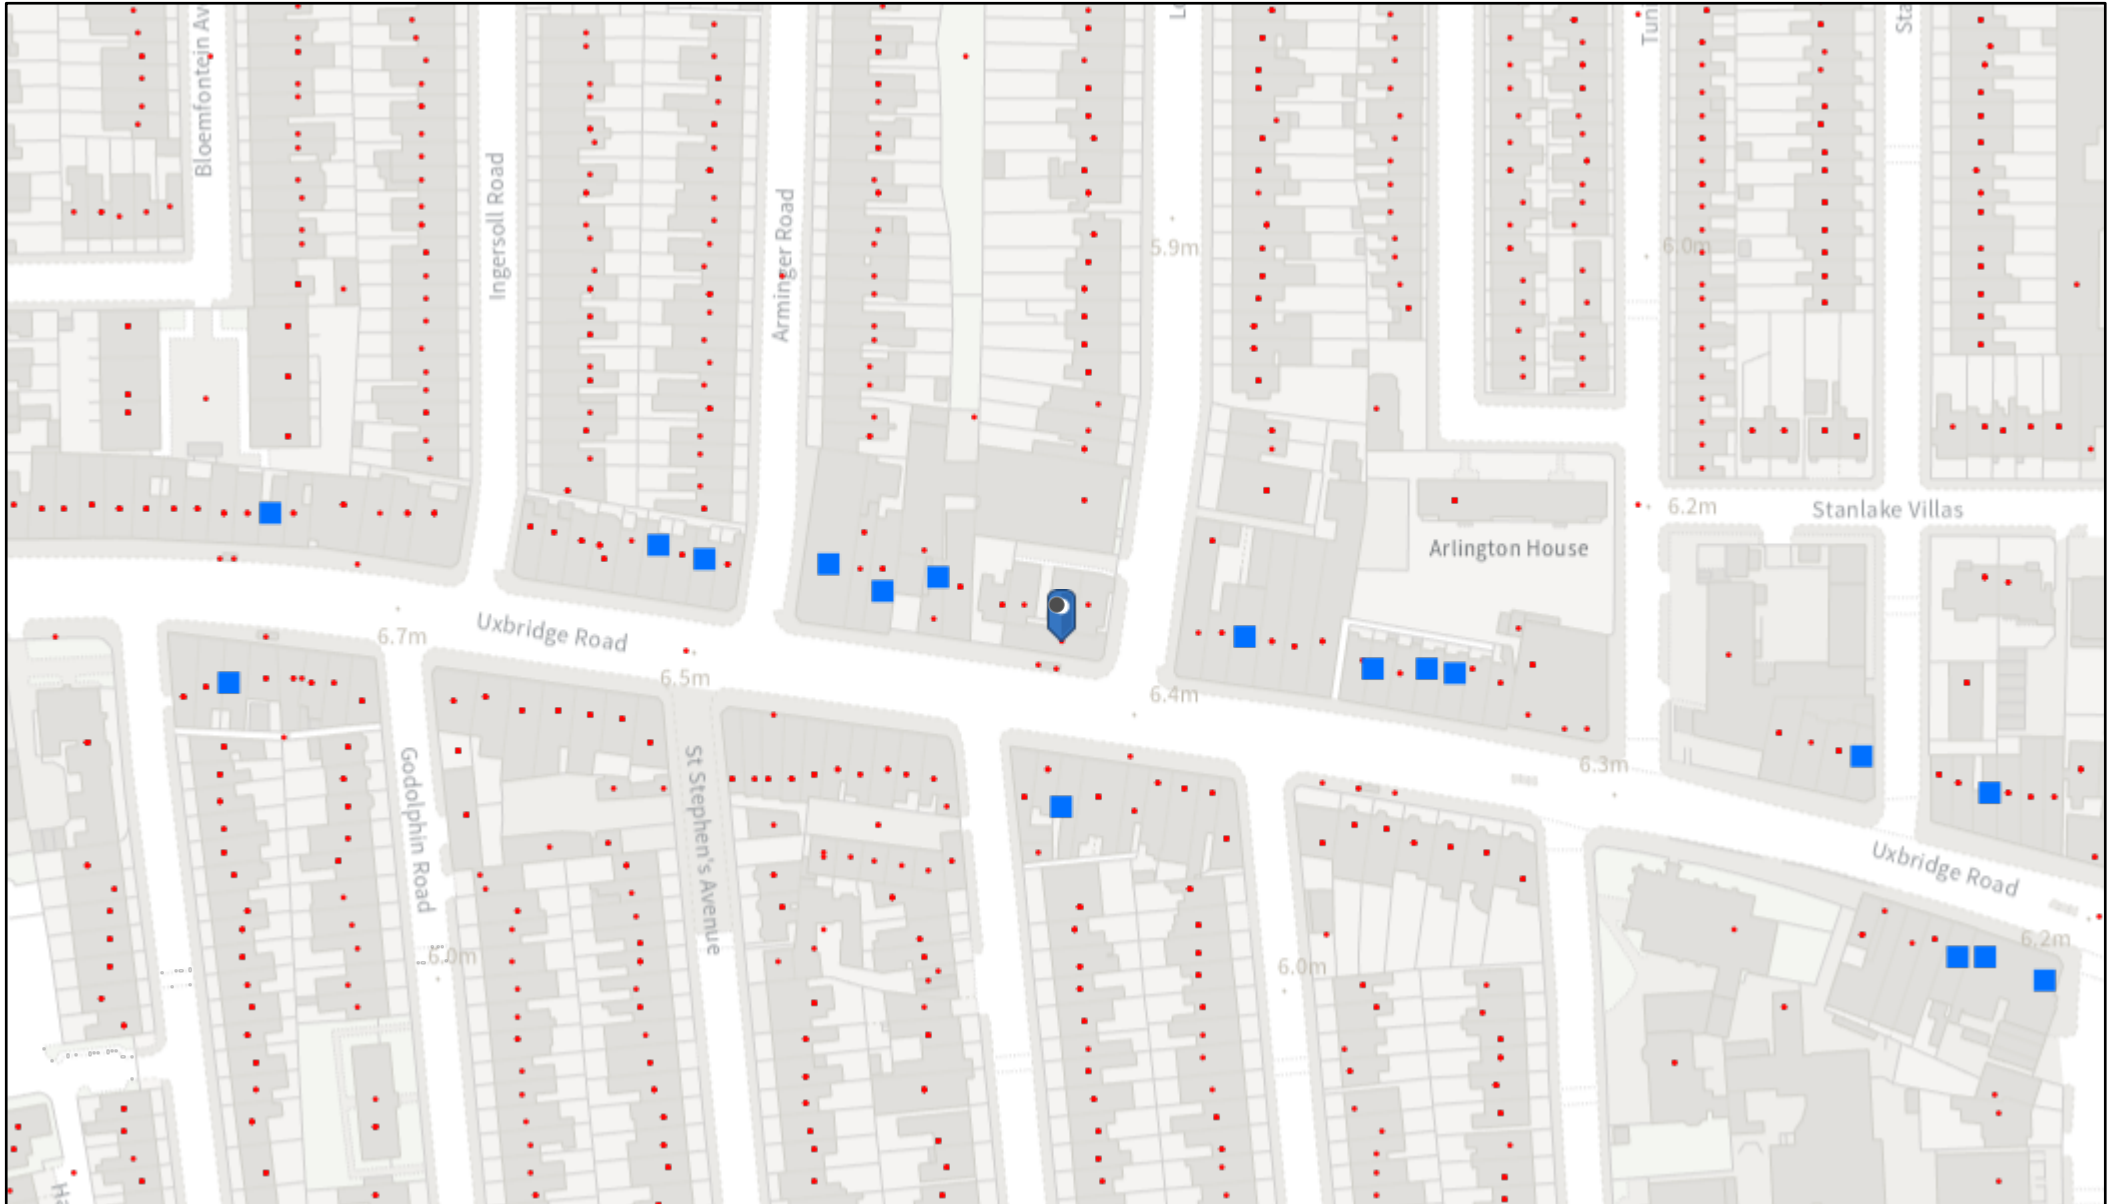 Bloemfontein Av
Ingersoll Road
Arminger Road
5.9m
6.0m
6.2m
Stanlake Villas
Arlington House
Uxbridge Road
6.7m
6.5m
6.4m
6.3m
Godolphin Road
St Stephen's Avenue
Uxbridge Road
6.0m
6.0m
6.2m